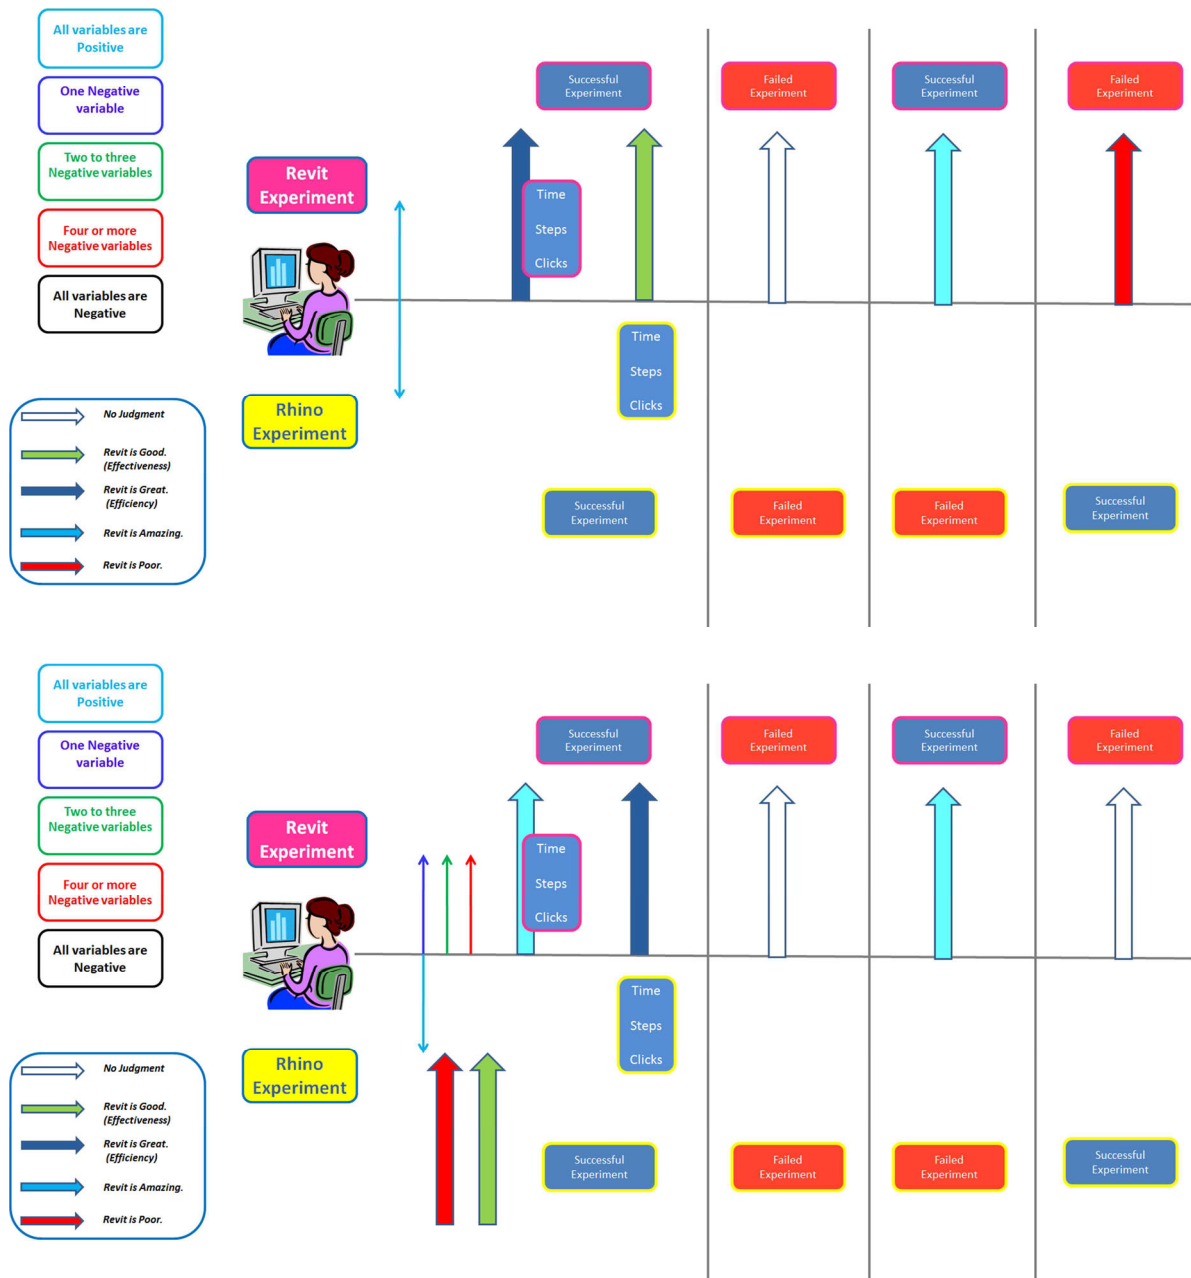 All variables are
Positive
One Negative
variable
Two to three
Negative variables
Four or more
Negative variables
All variables are
Negative
No Judgment
Revit is Good.
(Effectiveness)
Revit is Great.
(Efficiency)
Revit is Amazing.
Revit is Poor.
Revit
Experiment
Rhino
Experiment
Successful
Experiment
Time
Steps
Clicks
Time
Steps
Clicks
Successful
Experiment
Failed
Experiment
Failed
Experiment
Successful
Experiment
Failed
Experiment
Failed
Experiment
Successful
Experiment
All variables are
Positive
One Negative
variable
Two to three
Negative variables
Four or more
Negative variables
All variables are
Negative
No Judgment
Revit is Good.
(Effectiveness)
Revit is Great.
(Efficiency)
Revit is Amazing.
Revit is Poor.
Revit
Experiment
Rhino
Experiment
Successful
Experiment
Time
Steps
Clicks
Time
Steps
Clicks
Successful
Experiment
Failed
Experiment
Failed
Experiment
Successful
Experiment
Failed
Experiment
Failed
Experiment
Successful
Experiment